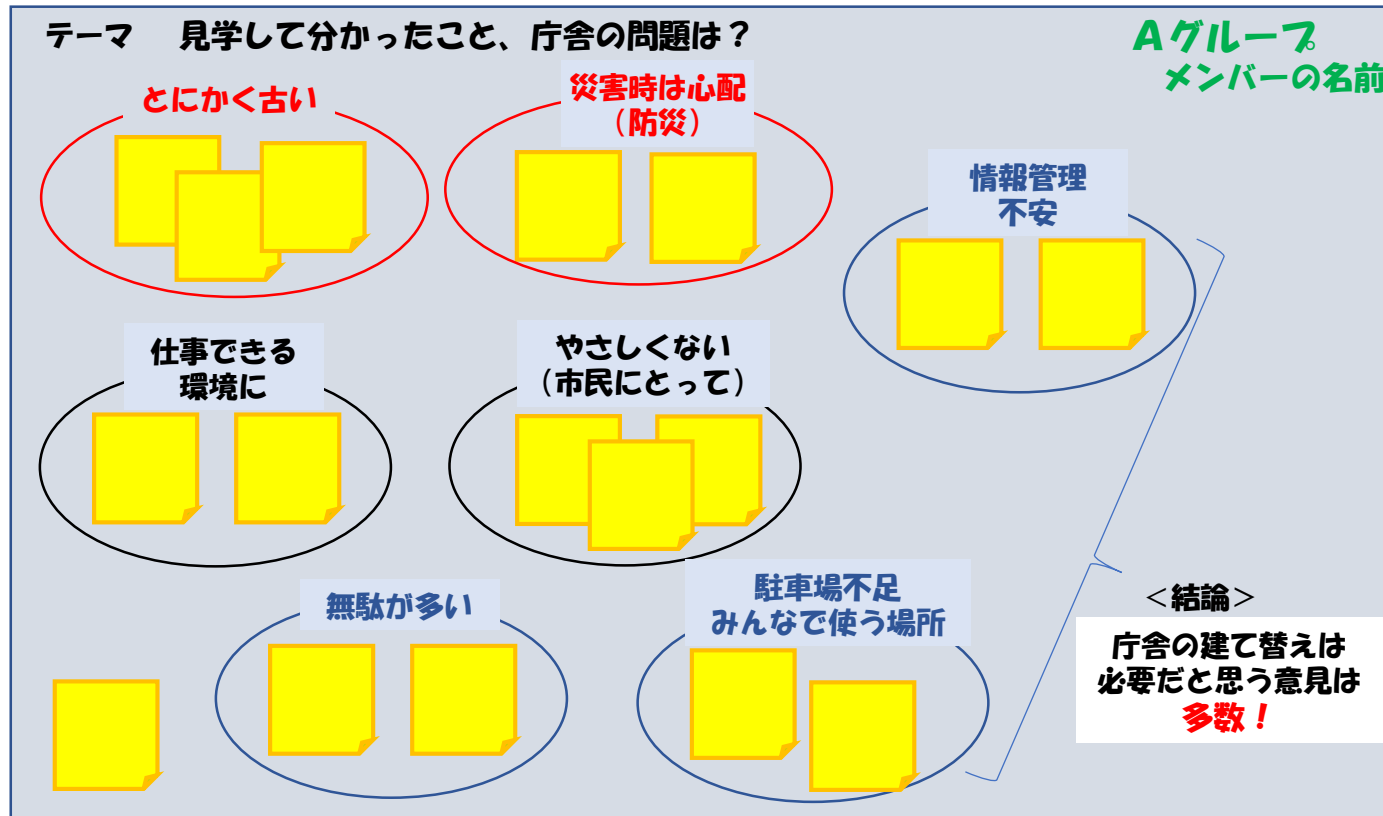 テーマ 見学して分かったこと、庁舎の問題は？
Aグループ
メンバーの名前
とにかく古い
災害時は心配
（防災）
情報管理
不安
仕事できる
環境に
やさしくない
（市民にとって）
無駄が多い
駐車場不足
みんなで使う場所
＜結論＞
庁舎の建て替えは
必要だと思う意見は
多数！